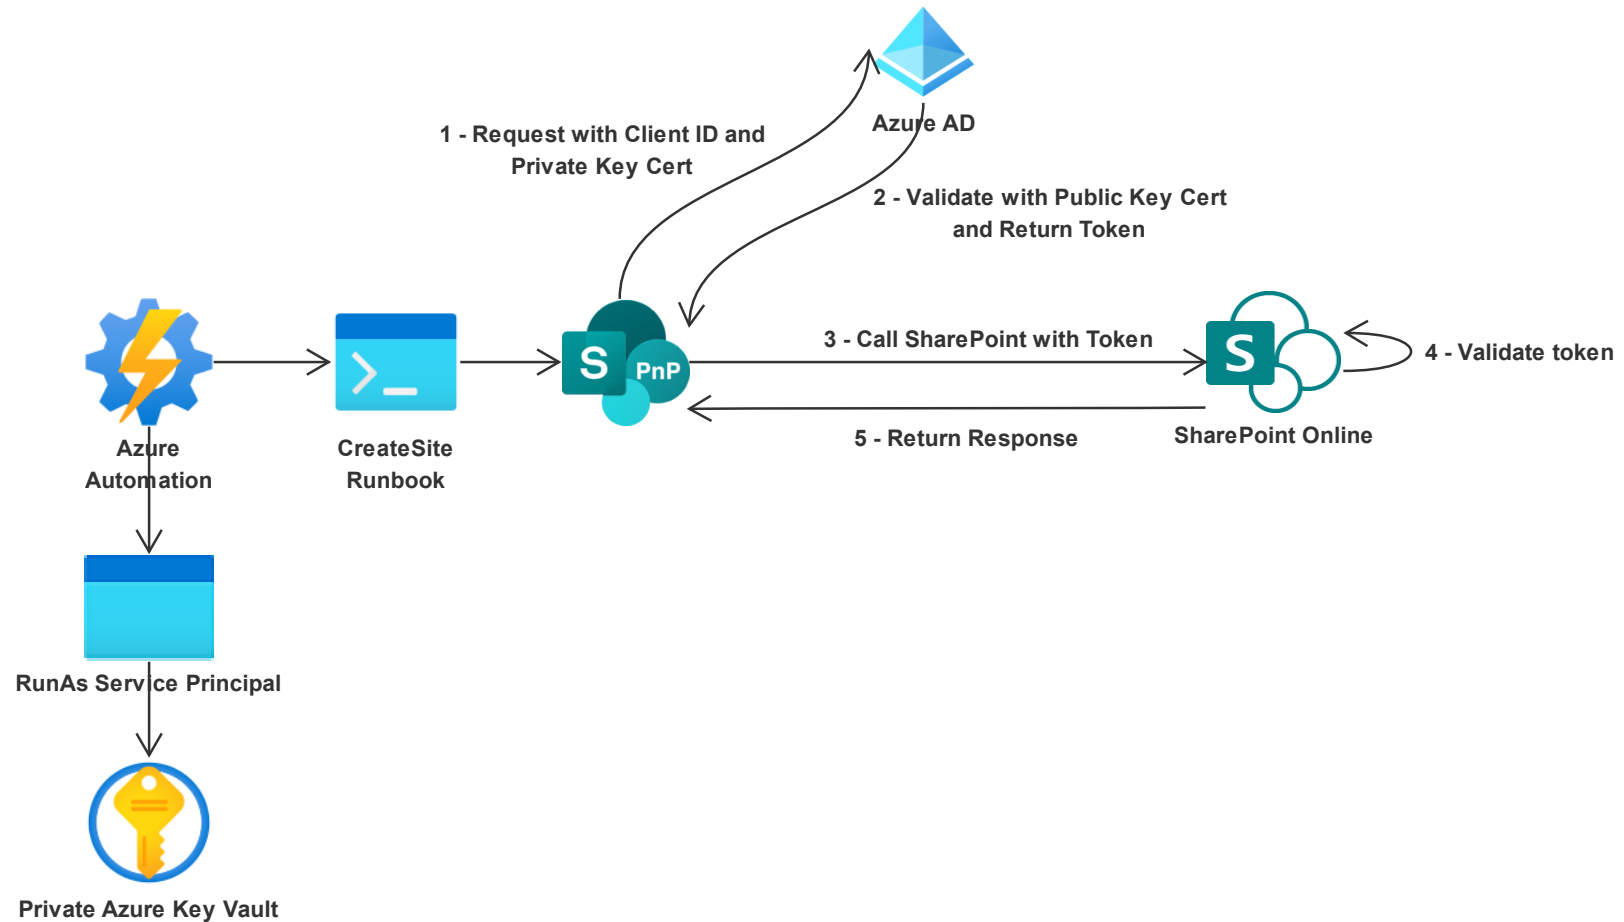 Azure AD
1 - Request with Client ID and
Private Key Cert
2 - Validate with Public Key Cert
and Return Token
S
PnP
3 - Call SharePoint with Token
S
4 - Validate token
5 - Return Response
SharePoint Online
Azure
Automation
CreateSite
Runbook
RunAs Service Principal
Private Azure Key Vault